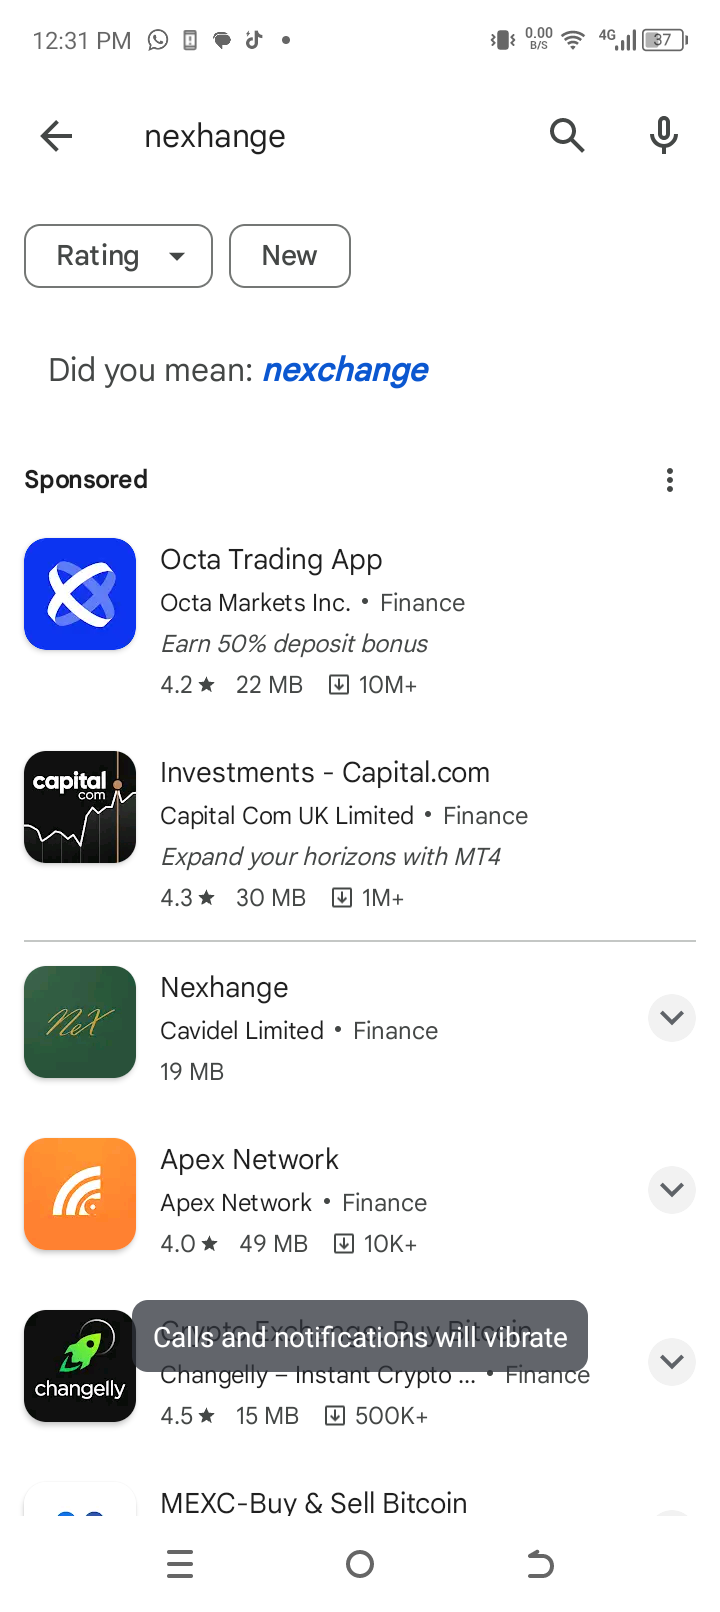 12:31 PM
0.00
B/S
4G
37
nexhange
Rating
New
Did you mean: nexchange
Sponsored
Octa Trading App
Octa Markets Inc. • Finance
Earn 50% deposit bonus
4.2★ 22 MB 10M+
capital
com
Investments - Capital.com
Capital Com UK Limited • Finance
Expand your horizons with MT4
4.3★ 30 MB 1M+
NeX
Nexhange
Cavidel Limited • Finance
19 MB
Apex Network
Apex Network • Finance
4.0★ 49 MB 10K+
Crypto Exchange: Buy Bitcoin
Calls and notifications will vibrate
changelly
Changelly – Instant Crypto ... • Finance
4.5★ 15 MB 500K+
MEXC-Buy & Sell Bitcoin